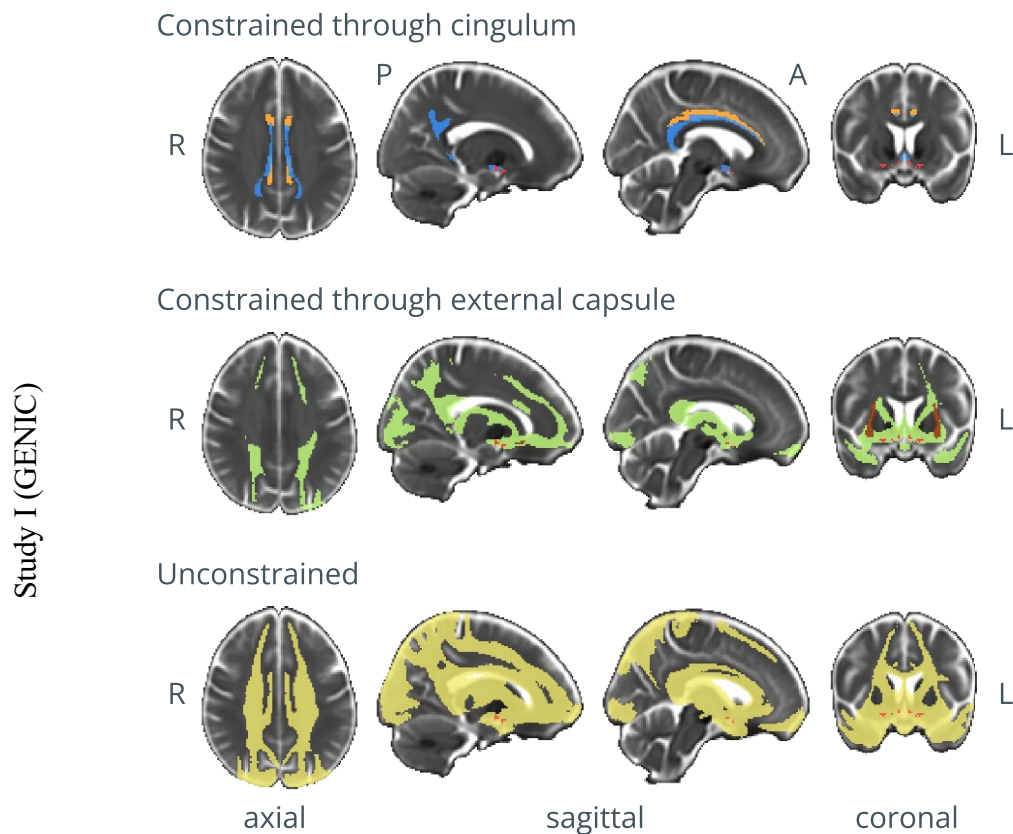 Constrained through cingulum
P
A
R
L
Constrained through external capsule
R
L
Study I (GENIC)
Unconstrained
R
L
axial
sagittal
coronal